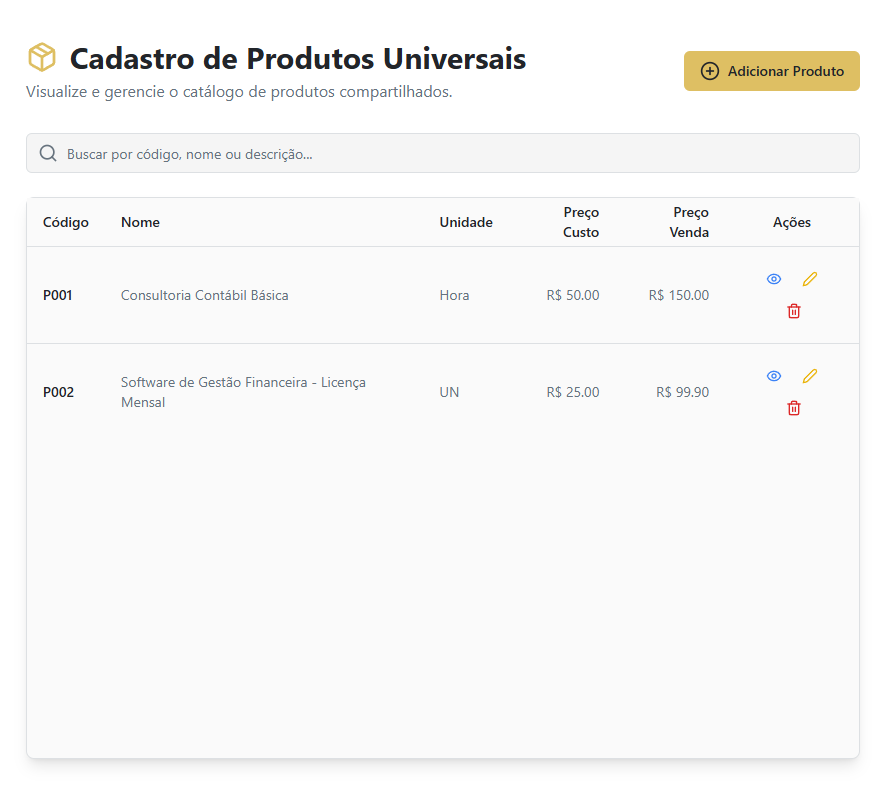 Cadastro de Produtos Universais
Visualize e gerencie o catálogo de produtos compartilhados.
Adicionar Produto
Buscar por código, nome ou descrição...
Código Nome Unidade Preço Custo Preço Venda Ações
P001 Consultoria Contábil Básica Hora R$ 50.00 R$ 150.00
P002 Software de Gestão Financeira - Licença Mensal UN R$ 25.00 R$ 99.90